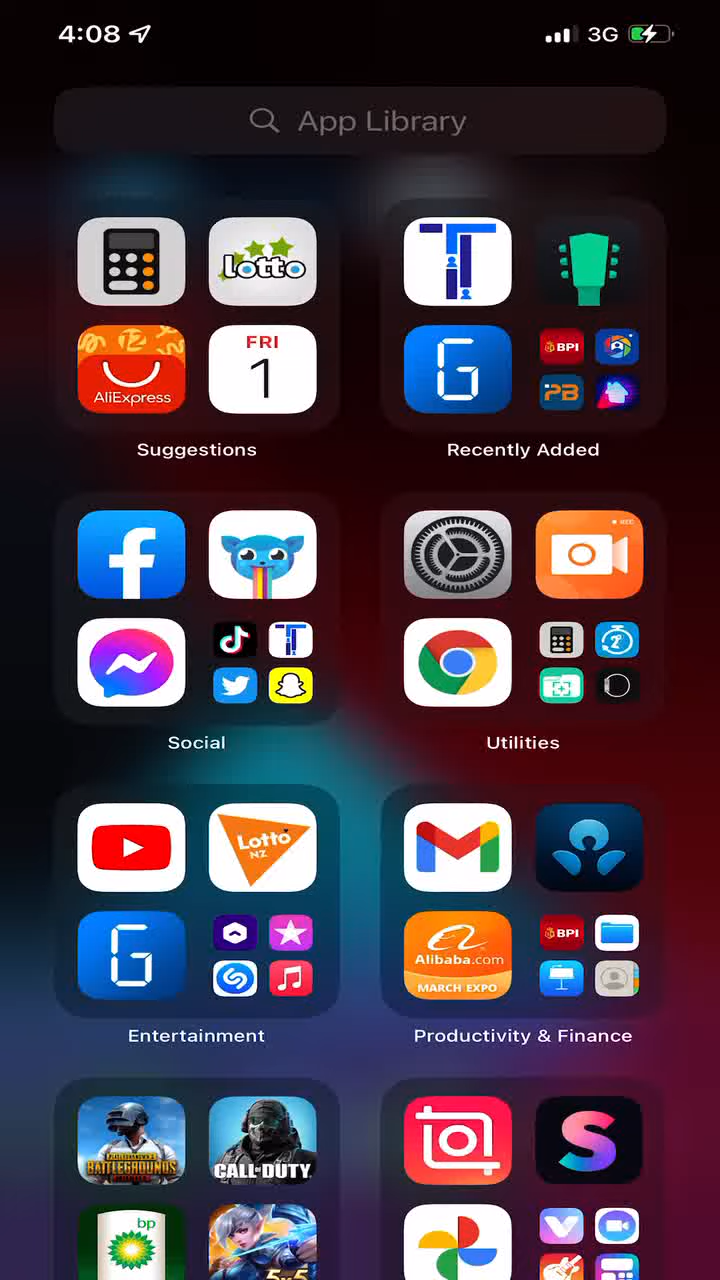 4:08
3G
App Library
lotto
FRI
1
AliExpress
BPI
PB
Suggestions
Recently Added
REC
Social
Utilities
Lotto
NZ
G
Alibaba.com
MARCH EXPO
BPI
Entertainment
Productivity & Finance
BATTLEGROUNDS
CALL OF DUTY
bp
5v5